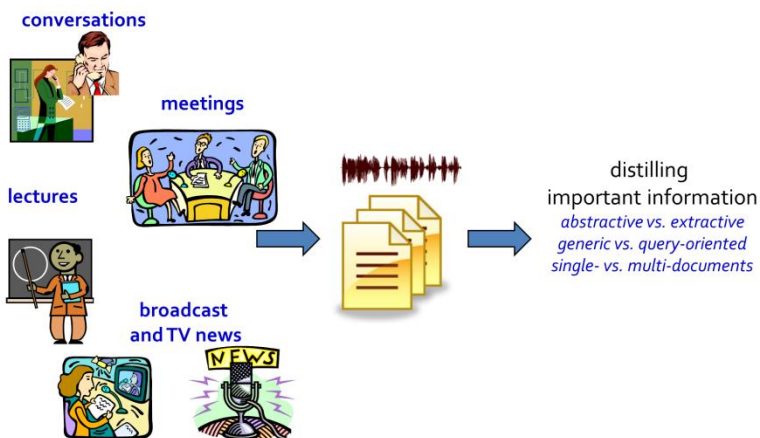 conversations
meetings
lectures
broadcast
and TV news
NEWS
distilling
important information
abstractive vs. extractive
generic vs. query-oriented
single- vs. multi-documents